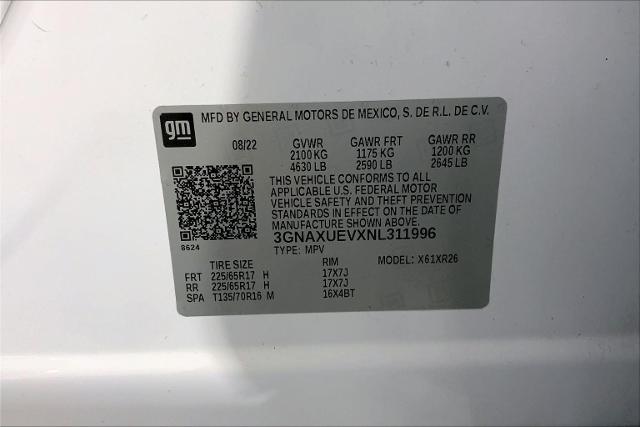 MFD BY GENERAL MOTORS DE MEXICO, S. DE R.L. DE C.V.
gm
08/22 GVWR GAWR FRT GAWR RR
2100 KG 1175 KG 1200 KG
4630 LB 2590 LB 2645 LB
THIS VEHICLE CONFORMS TO ALL
APPLICABLE U.S. FEDERAL MOTOR
VEHICLE SAFETY AND THEFT PREVENTION
STANDARDS IN EFFECT ON THE DATE OF
MANUFACTURE SHOWN ABOVE.
3GNAXUEVXNL311996
8624
TYPE: MPV MODEL: X61XR26
TIRE SIZE RIM
FRT 225/65R17 H 17X7J
RR 225/65R17 H 17X7J
SPA T135/70R16 M 16X4BT